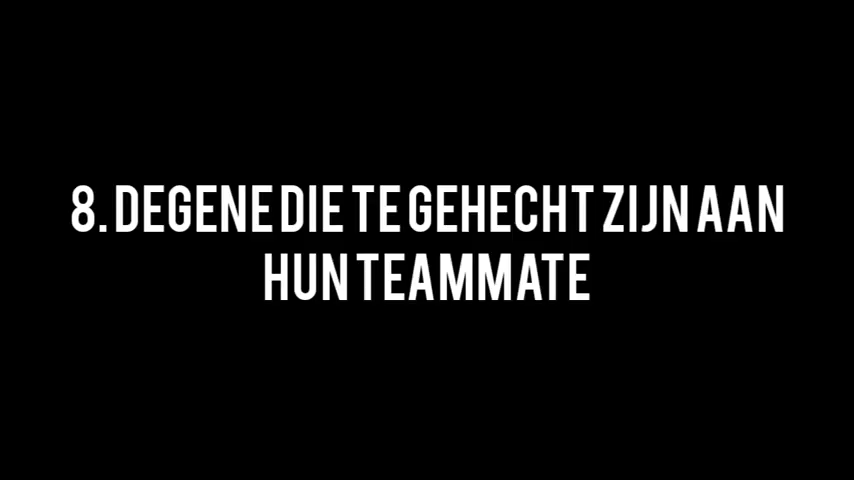 8. DEGENE DIE TE GEHECHT ZIJN AAN
HUN TEAMMATE